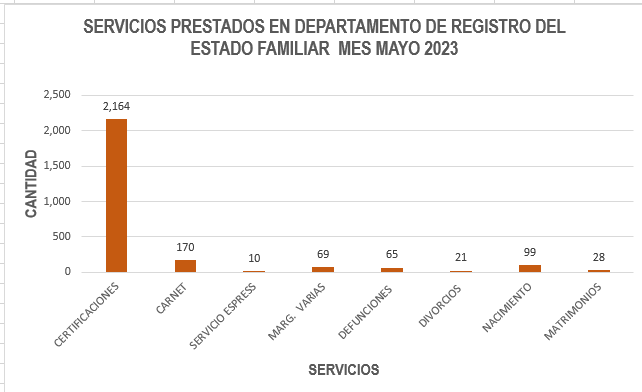 SERVICIOS PRESTADOS EN DEPARTAMENTO DE REGISTRO DEL
ESTADO FAMILIAR  MES MAYO 2023
CANTIDAD
2,500
2,000
1,500
1,000
500
0
2,164
170
10
69
65
21
99
28
CERTIFICACIONES
CARNET
SERVICIO ESPRESS
MARG.  VARIAS
DEFUNCIONES
DIVORCIOS
NACIMIENTO
MATRIMONIOS
SERVICIOS